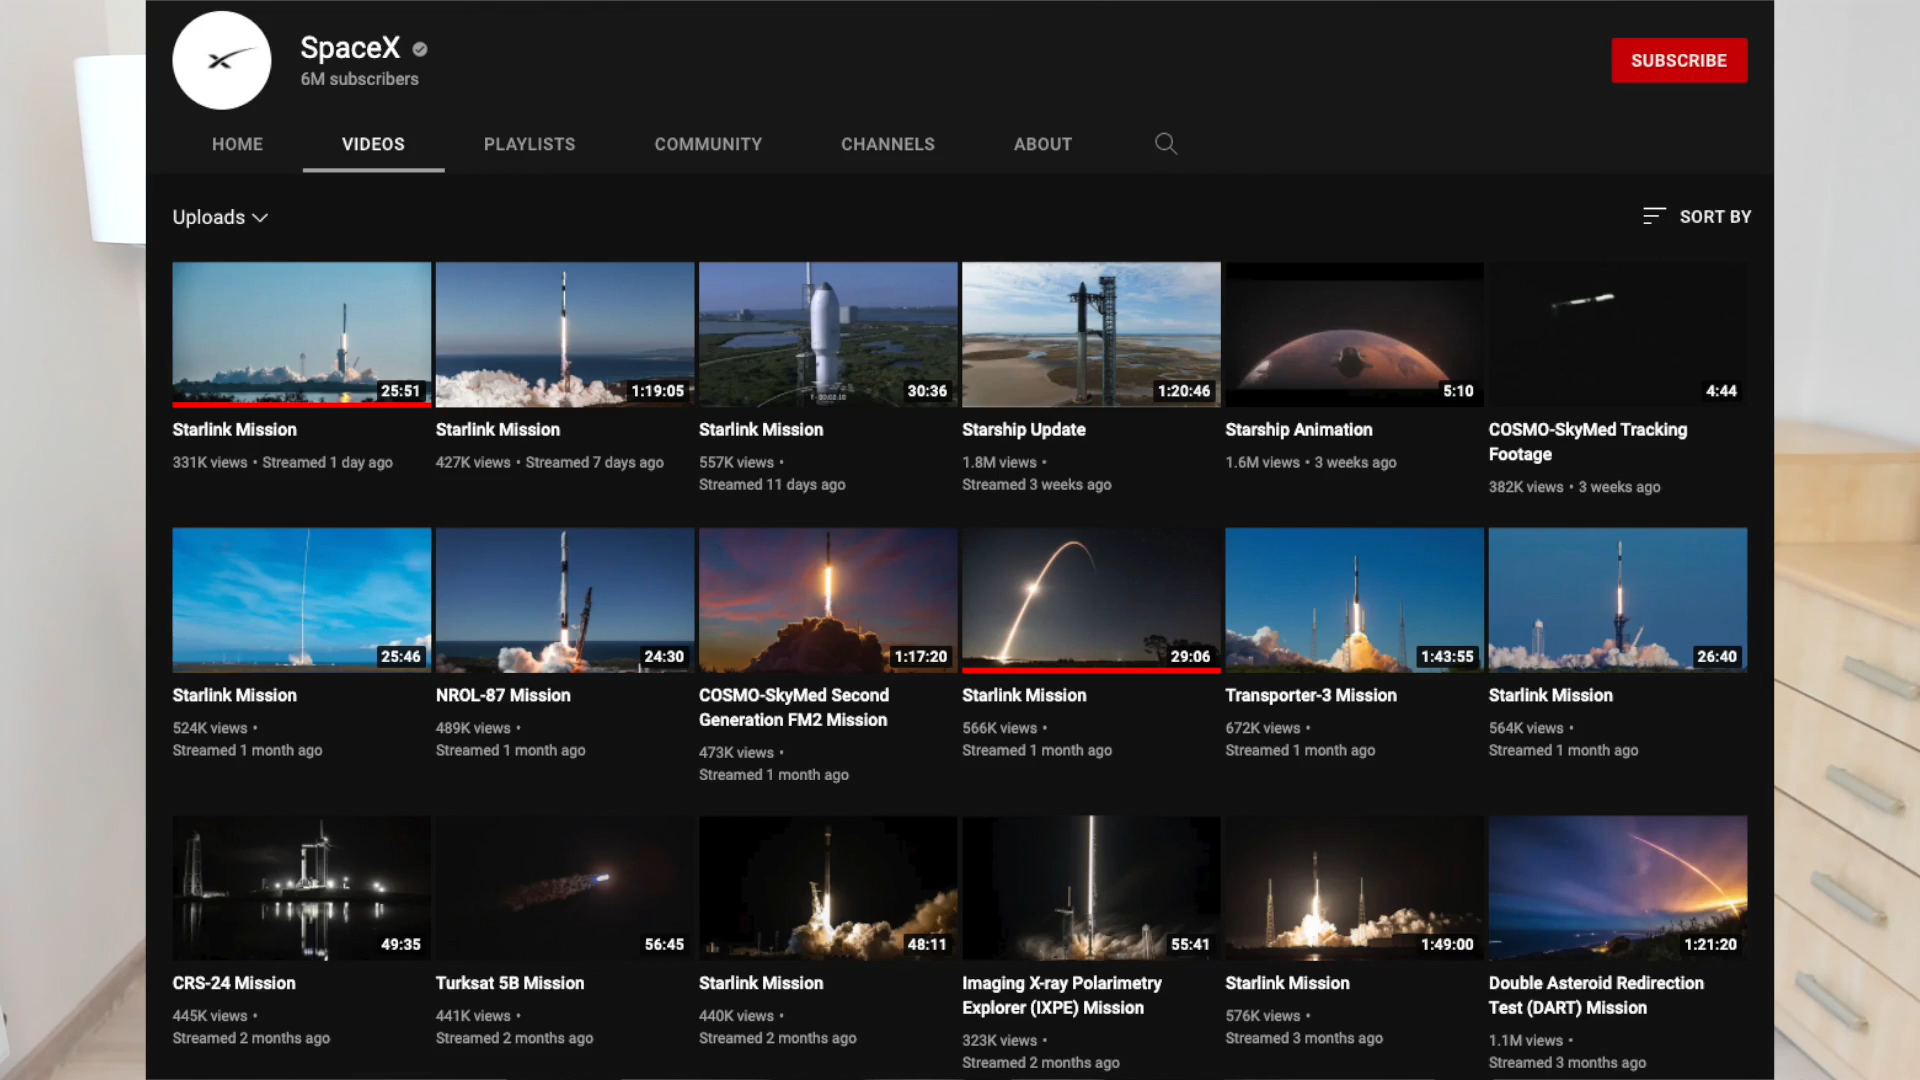 SpaceX
6M subscribers
SUBSCRIBE
HOME VIDEOS PLAYLISTS COMMUNITY CHANNELS ABOUT
Uploads
SORT BY
25:51 1:19:05 30:36 1:20:46 5:10 4:44
Starlink Mission
331K views • Streamed 1 day ago
Starlink Mission
427K views • Streamed 7 days ago
Starlink Mission
557K views •
Streamed 11 days ago
Starship Update
1.8M views •
Streamed 3 weeks ago
Starship Animation
1.6M views • 3 weeks ago
COSMO-SkyMed Tracking
Footage
382K views • 3 weeks ago
25:46 24:30 1:17:20 29:06 1:43:55 26:40
Starlink Mission
524K views •
Streamed 1 month ago
NROL-87 Mission
489K views •
Streamed 1 month ago
COSMO-SkyMed Second
Generation FM2 Mission
473K views •
Streamed 1 month ago
Starlink Mission
566K views •
Streamed 1 month ago
Transporter-3 Mission
672K views •
Streamed 1 month ago
Starlink Mission
564K views •
Streamed 1 month ago
49:35 56:45 48:11 55:41 1:49:00 1:21:20
CRS-24 Mission
445K views •
Streamed 2 months ago
Turksat 5B Mission
441K views •
Streamed 2 months ago
Starlink Mission
440K views •
Streamed 2 months ago
Imaging X-ray Polarimetry
Explorer (IXPE) Mission
323K views •
Streamed 2 months ago
Starlink Mission
576K views •
Streamed 3 months ago
Double Asteroid Redirection
Test (DART) Mission
1.1M views •
Streamed 3 months ago